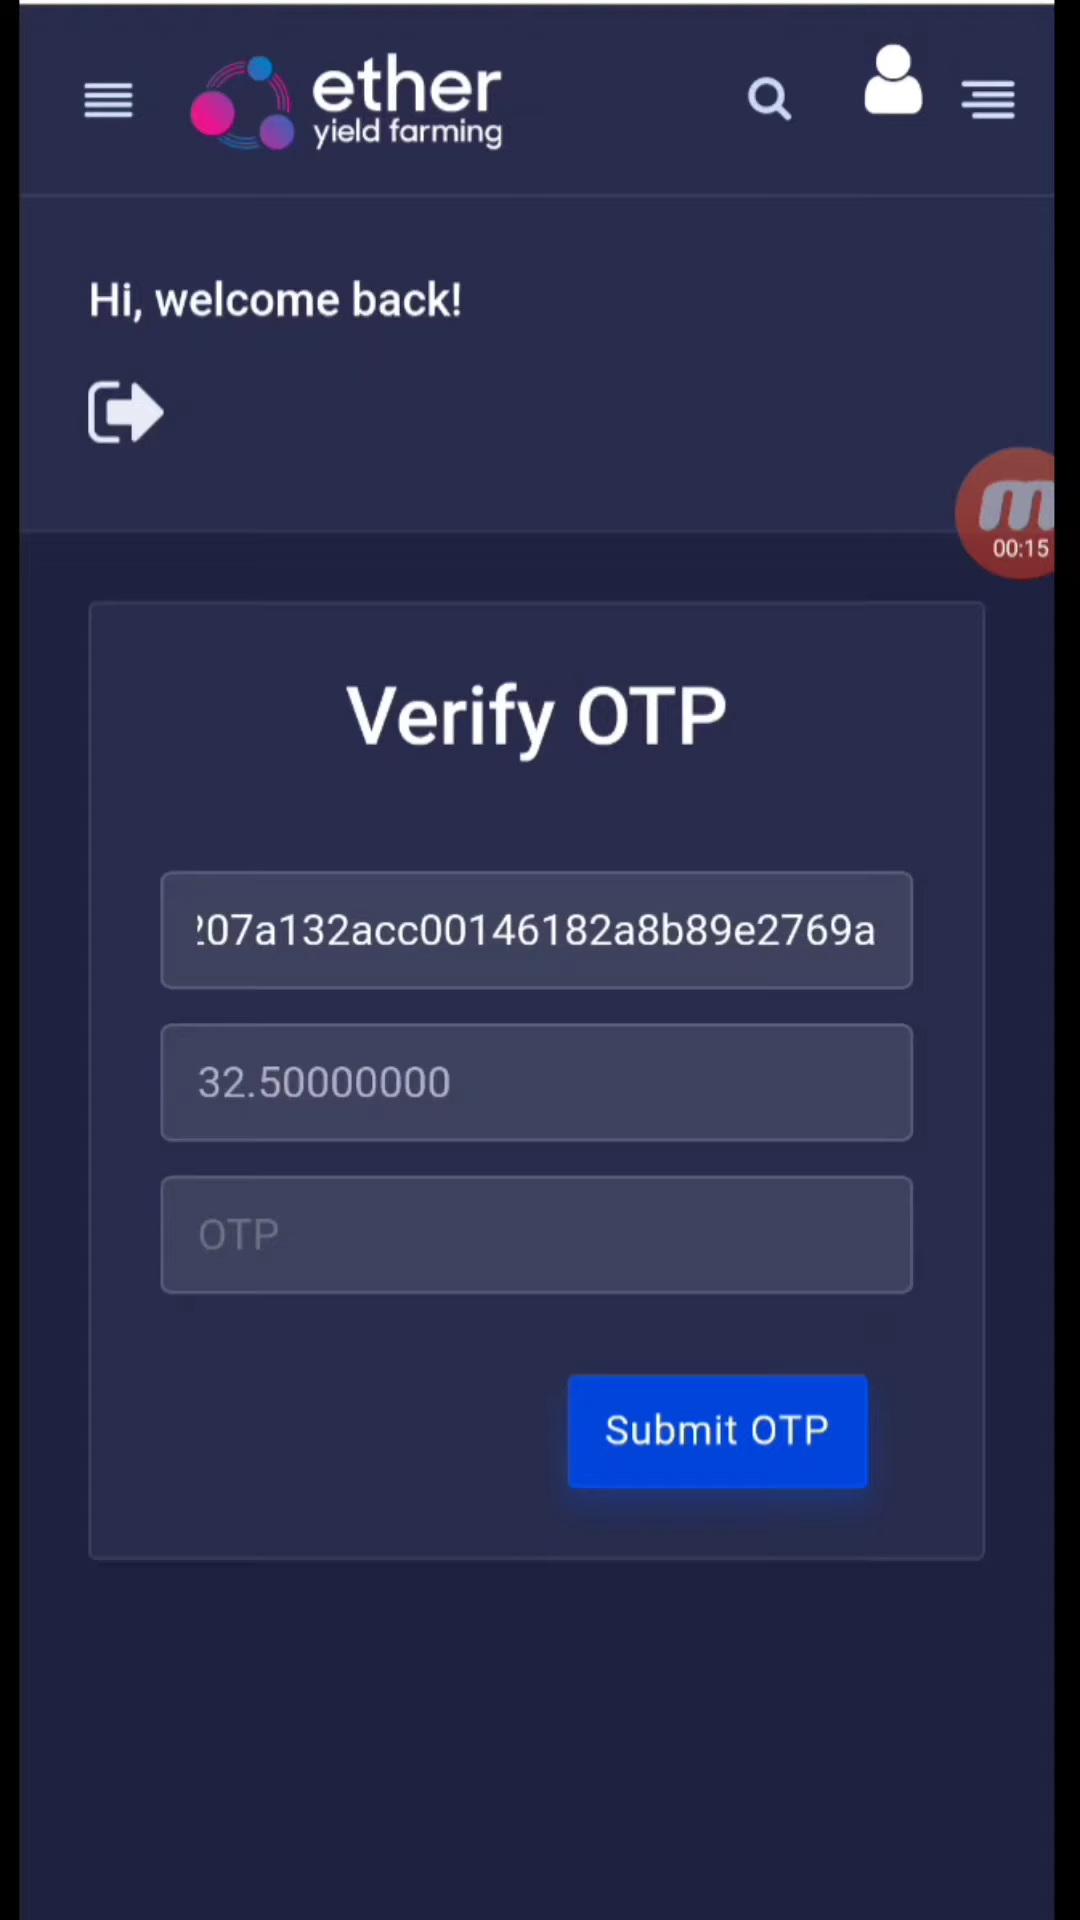 ether
yield farming
Hi, welcome back!
m
00:15
Verify OTP
207a132acc00146182a8b89e2769a
32.50000000
OTP
Submit OTP